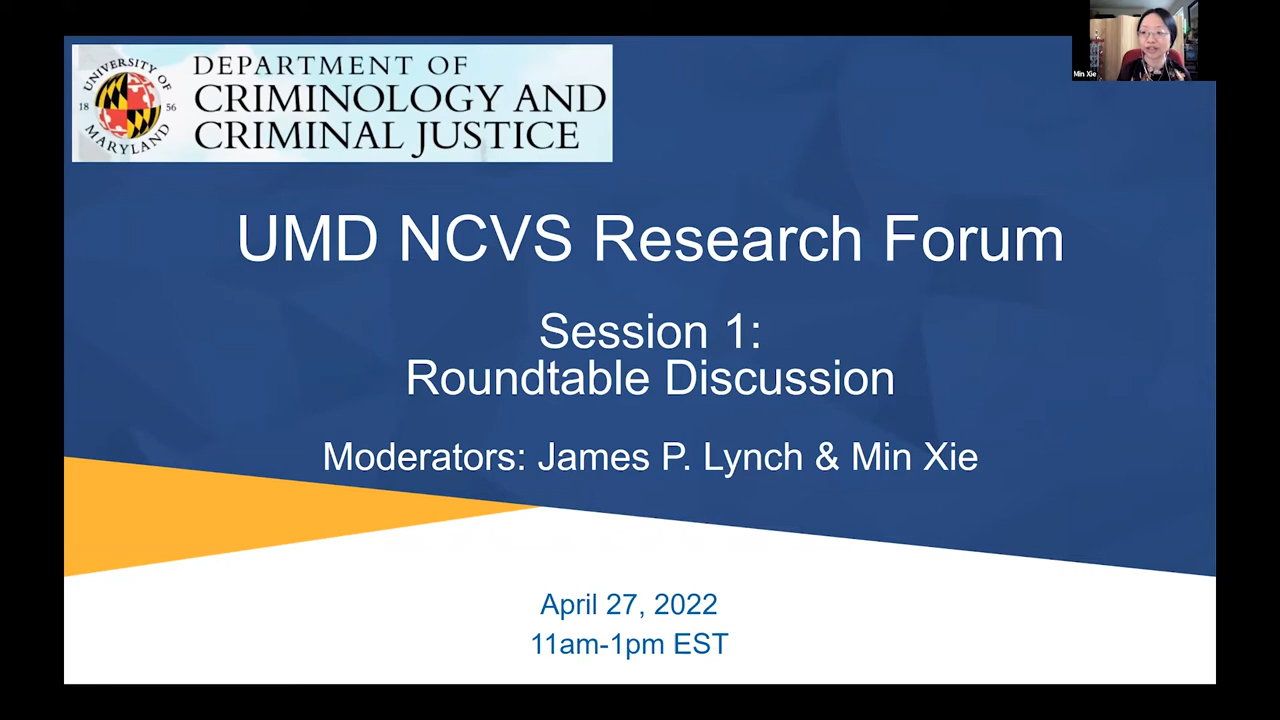 UNIVERSITY OF
18 56
MARYLAND
DEPARTMENT OF
CRIMINOLOGY AND
CRIMINAL JUSTICE
Min Xie
UMD NCVS Research Forum
Session 1:
Roundtable Discussion
Moderators: James P. Lynch & Min Xie
April 27, 2022
11am-1pm EST